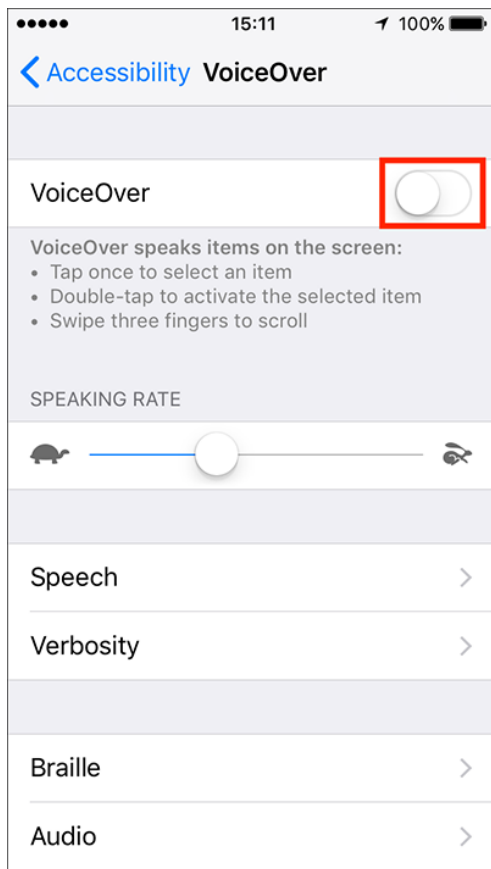 15:11
100%
Accessibility VoiceOver
VoiceOver
VoiceOver speaks items on the screen:
• Tap once to select an item
• Double-tap to activate the selected item
• Swipe three fingers to scroll
SPEAKING RATE
Speech
Verbosity
Braille
Audio